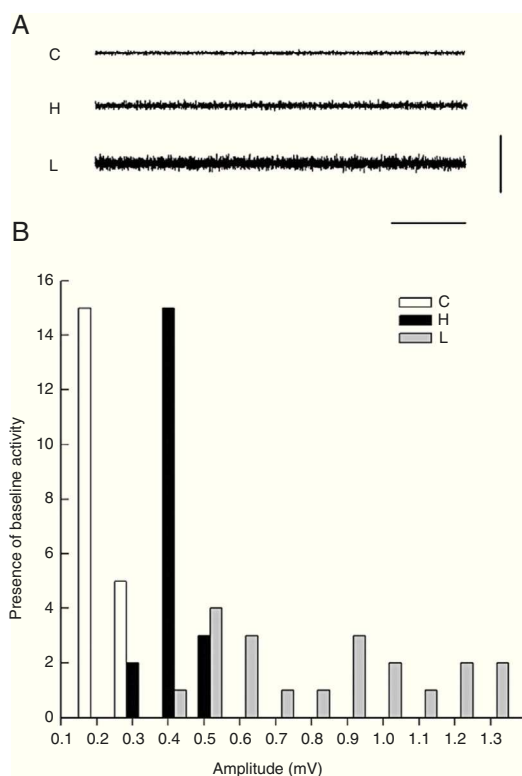 A
C
H
L
B
16
14
12
10
8
6
4
2
0
Presence of baseline activity
C
H
L
0.1 0.2 0.3 0.4 0.5 0.6 0.7 0.8 0.9 1.0 1.1 1.2 1.3
Amplitude (mV)